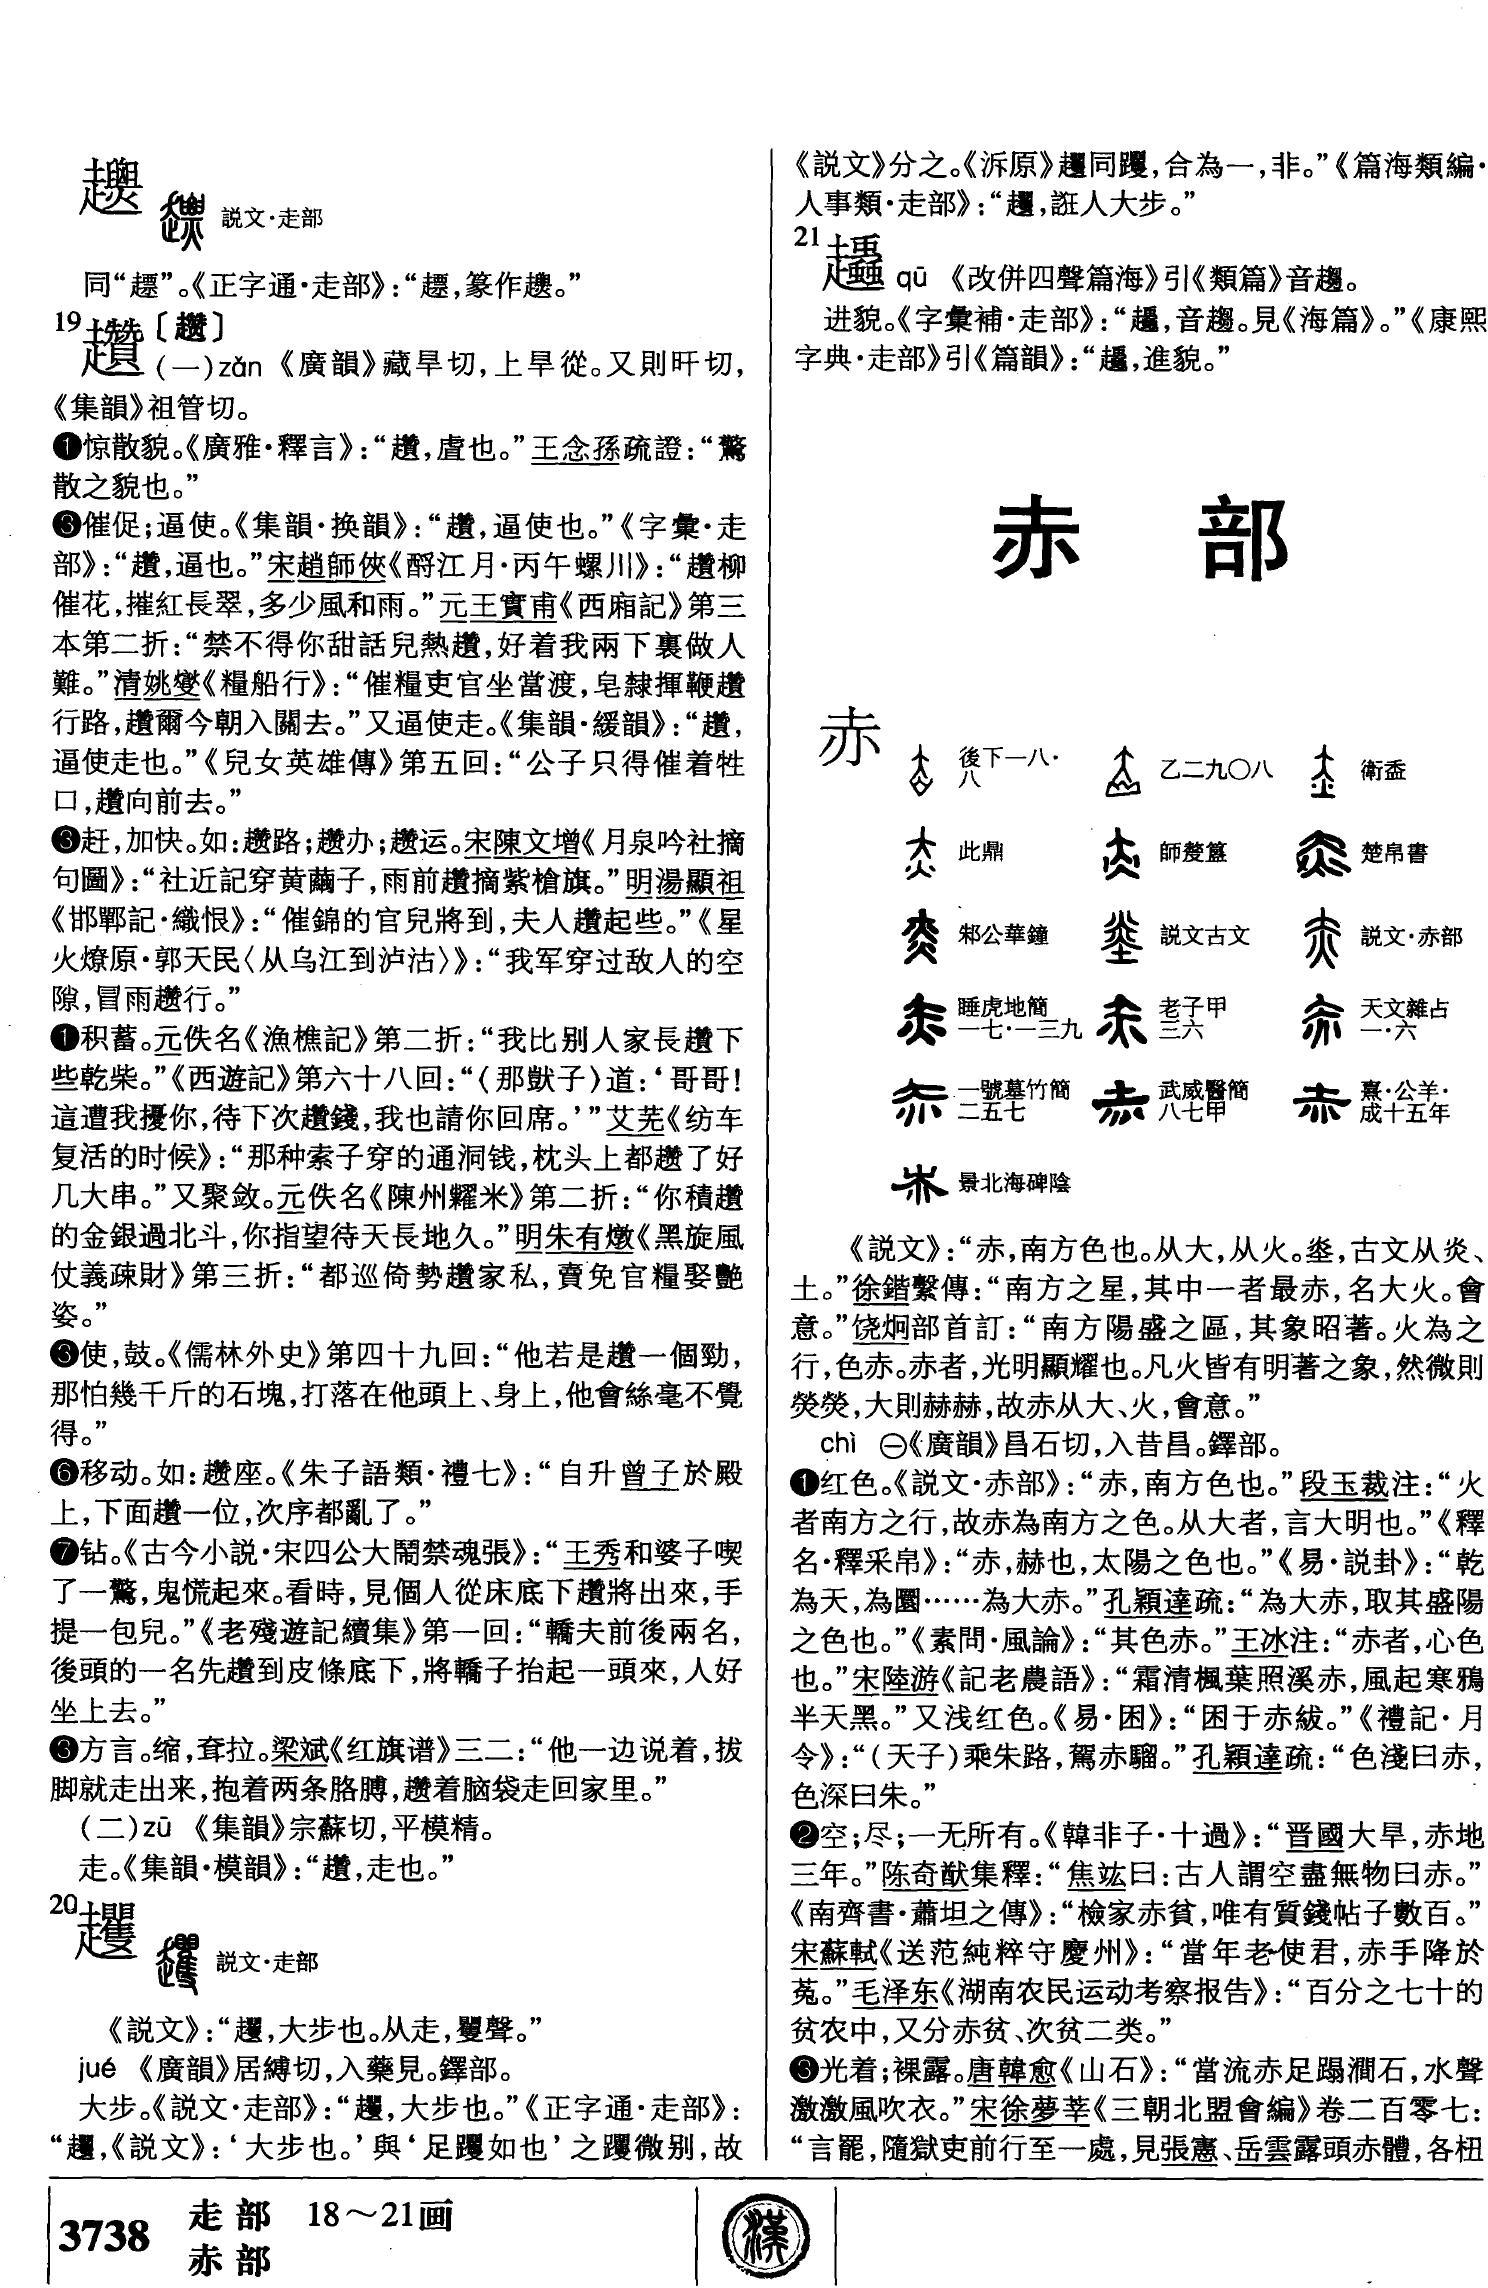 說文·走部
19
(一)zǎn 《廣韻》藏旱切,上旱從。又則旰切,
《集韻》祖管切。
❶惊散貌。《廣雅·釋言》:“趲,䖒也。”王念孫疏證:“驚
散之貌也。”
❸催促;逼使。《集韻·换韻》:“趲,逼使也。”《字彙·走
部》:“趲,逼也。”宋趙師俠《酹江月·丙午螺川》:“趲柳
催花,摧紅長翠,多少風和雨。”元王實甫《西廂記》第三
本第二折:“禁不得你甜話兒熱趲,好着我兩下裏做人
難。”清姚燮《糧船行》:“催糧吏官坐當渡,皂隸揮鞭趲
行路,趲爾今朝入關去。”又逼使走。《集韻·緩韻》:“趲,
逼使走也。”《兒女英雄傳》第五回:“公子只得催着牲
口,趲向前去。”
❸赶,加快。如:趲路;趲办;趲运。宋陳文增《月泉吟社摘
句圖》:“社近記穿黄繭子,雨前趲摘紫槍旗。”明湯顯祖
《邯鄲記·織恨》:“催錦的官兒將到,夫人趲起些。”《星
火燎原·郭天民〈从乌江到泸沽〉》:“我军穿过敌人的空
隙,冒雨趲行。”
❶积蓄。元佚名《漁樵記》第二折:“我比别人家長趲下
些乾柴。”《西遊記》第六十八回:“(那獃子)道:‘哥哥!
這遭我擾你,待下次趲錢,我也請你回席。’”艾芜《纺车
复活的时候》:“那种索子穿的通洞钱,枕头上都趲了好
几大串。”又聚敛。元佚名《陳州糶米》第二折:“你積趲
的金銀過北斗,你指望待天長地久。”明朱有燉《黑旋風
仗義疎財》第三折:“都巡倚勢趲家私,賣免官糧娶艷
姿。”
❸使,鼓。《儒林外史》第四十九回:“他若是趲一個勁,
那怕幾千斤的石塊,打落在他頭上、身上,他會絲毫不覺
得。”
❻移动。如:趲座。《朱子語類·禮七》:“自升曾子於殿
上,下面趲一位,次序都亂了。”
❼钻。《古今小説·宋四公大鬧禁魂張》:“王秀和婆子喫
了一驚,鬼慌起來。看時,見個人從床底下趲將出來,手
提一包兒。”《老殘遊記續集》第一回:“轎夫前後兩名,
後頭的一名先趲到皮條底下,將轎子抬起一頭來,人好
坐上去。”
❸方言。缩,耷拉。梁斌《红旗谱》三二:“他一边说着,拔
脚就走出来,抱着两条胳膊,趲着脑袋走回家里。”
(二)zū 《集韻》宗蘇切,平模精。
走。《集韻·模韻》:“趲,走也。”
20
趯 說文·走部
《説文》:“䟠,大步也。从走,矍聲。”
jué 《廣韻》居縛切,入藥見。鐸部。
大步。《説文·走部》:“䟠,大步也。”《正字通·走部》:
“䟠,《説文》:‘大步也。’與‘足躩如也’之躩微别,故
《説文》分之。《泝原》䟠同躩,合為一,非。”《篇海類編·
人事類·走部》:“䟠,誑人大步。”
21
qū 《改併四聲篇海》引《類篇》音趨。
进貌。《字彙補·走部》:“音趨。見《海篇》。”《康熙
字典·走部》引《篇韻》:“進貌。”
赤 部
赤
後下一八·八 乙二九〇八 衛盉
此鼎 師𠭰簋 楚帛書
邾公華鐘 説文古文 説文·赤部
睡虎地簡一七·一三九 老子甲三六 天文雜占一·六
一號墓竹簡二五七 武威醫簡八七甲 熹·公羊·成十五年
景北海碑陰
《説文》:“赤,南方色也。从大,从火。烾,古文从炎、
土。”徐鍇繫傳:“南方之星,其中一者最赤,名大火。會
意。”饶炯部首訂:“南方陽盛之區,其象昭著。火為之
行,色赤。赤者,光明顯耀也。凡火皆有明著之象,然微則
熒熒,大則赫赫,故赤从大、火,會意。”
chì ㊀《廣韻》昌石切,入昔昌。鐸部。
❶红色。《説文·赤部》:“赤,南方色也。”段玉裁注:“火
者南方之行,故赤為南方之色。从大者,言大明也。”《釋
名·釋采帛》:“赤,赫也,太陽之色也。”《易·説卦》:“乾
為天,為圜……為大赤。”孔穎達疏:“為大赤,取其盛陽
之色也。”《素問·風論》:“其色赤。”王冰注:“赤者,心色
也。”宋陸游《記老農語》:“霜清楓葉照溪赤,風起寒鴉
半天黑。”又浅红色。《易·困》:“困于赤紱。”《禮記·月
令》:“(天子)乘朱路,駕赤騮。”孔穎達疏:“色淺曰赤,
色深曰朱。”
❷空;尽;一无所有。《韓非子·十過》:“晋國大旱,赤地
三年。”陈奇猷集釋:“焦竑曰:古人謂空盡無物曰赤。”
《南齊書·蕭坦之傳》:“檢家赤貧,唯有質錢帖子數百。”
宋蘇軾《送范純粹守慶州》:“當年老使君,赤手降於
菟。”毛泽东《湖南农民运动考察报告》:“百分之七十的
贫农中,又分赤贫、次贫二类。”
❸光着;裸露。唐韓愈《山石》:“當流赤足蹋澗石,水聲
激激風吹衣。”宋徐夢莘《三朝北盟會編》卷二百零七:
“言罷,隨獄吏前行至一處,見張憲、岳雲露頭赤體,各杻
3738 走部 18～21画
赤部
漢